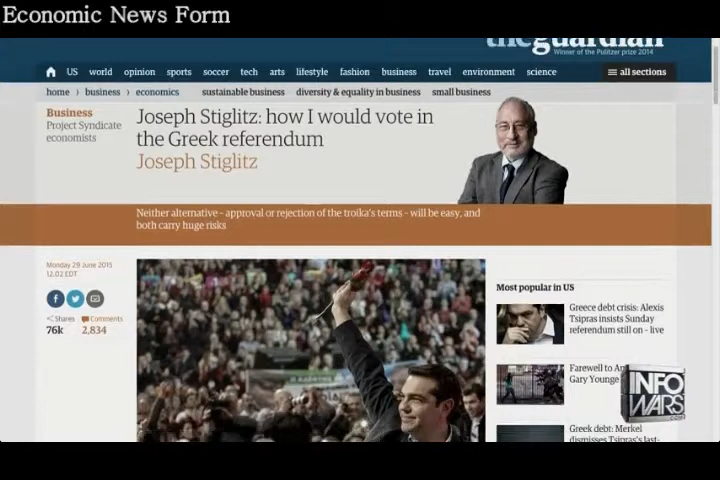 Economic News Form
theguardian
Winner of the Pulitzer prize 2014
US world opinion sports soccer tech arts lifestyle fashion business travel environment science all sections
home › business › economics sustainable business diversity & equality in business small business
Business
Project Syndicate
economists
Joseph Stiglitz: how I would vote in
the Greek referendum
Joseph Stiglitz
Neither alternative – approval or rejection of the troika's terms – will be easy, and
both carry huge risks
Monday 29 June 2015
12.02 EDT
Shares
Comments
76k
2,834
Most popular in US
Greece debt crisis: Alexis
Tsipras insists Sunday
referendum still on – live
Farewell to
Gary Younge
Greek debt: Merkel
dismisses Tsipras's last-
INFO
WARS
.COM